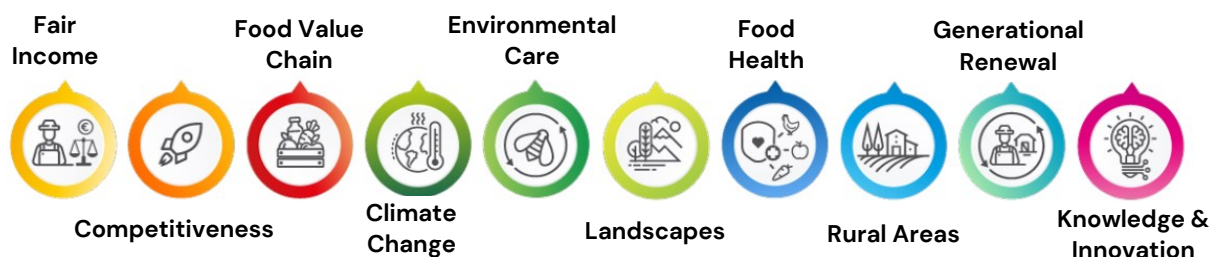 Fair
Income
Competitiveness
Food Value
Chain
Climate
Change
Environmental
Care
Landscapes
Food
Health
Rural Areas
Generational
Renewal
Knowledge &
Innovation
€